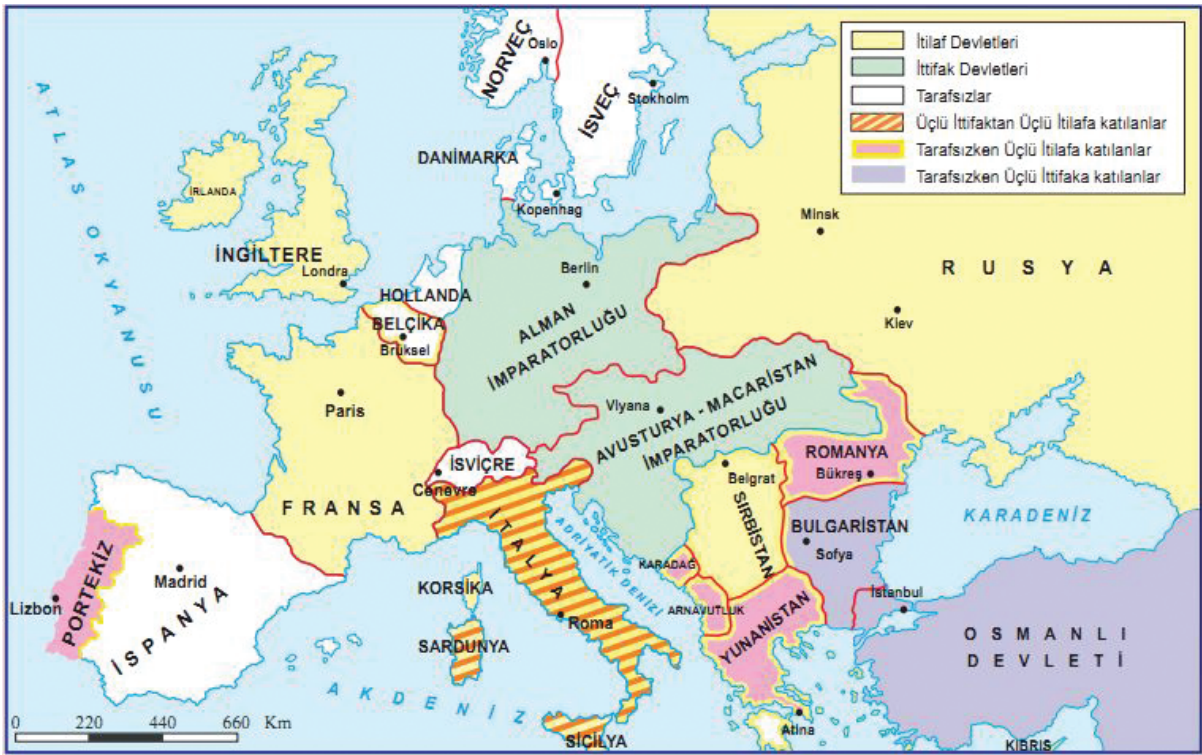 İtilaf Devletleri
İttifak Devletleri
Tarafsızlar
Üçlü İttifaktan Üçlü İtilafa katılanlar
Tarafsızken Üçlü İtilafa katılanlar
Tarafsızken Üçlü İttifaka katılanlar
ATLAS OKYANUSU
NORVEÇ
Oslo
İSVEÇ
Stokholm
DANİMARKA
Kopenhag
İRLANDA
İNGİLTERE
Londra
HOLLANDA
BELÇİKA
Brüksel
Berlin
ALMAN
İMPARATORLUĞU
Minsk
RUSYA
Kiev
Paris
FRANSA
Viyana
AVUSTURYA - MACARİSTAN
İMPARATORLUĞU
İSVİÇRE
Cenevre
ROMANYA
Bükreş
Belgrat
SIRBİSTAN
BULGARİSTAN
Sofya
KARADENİZ
İTALYA
ADRİYATİK DENİZİ
KARADAĞ
ARNAVUTLUK
YUNANİSTAN
İstanbul
OSMANLI
DEVLETİ
PORTEKİZ
Lizbon
Madrid
İSPANYA
KORSİKA
SARDUNYA
Roma
AKDENİZ
SİCİLYA
Atina
KIBRIS
0 220 440 660 Km